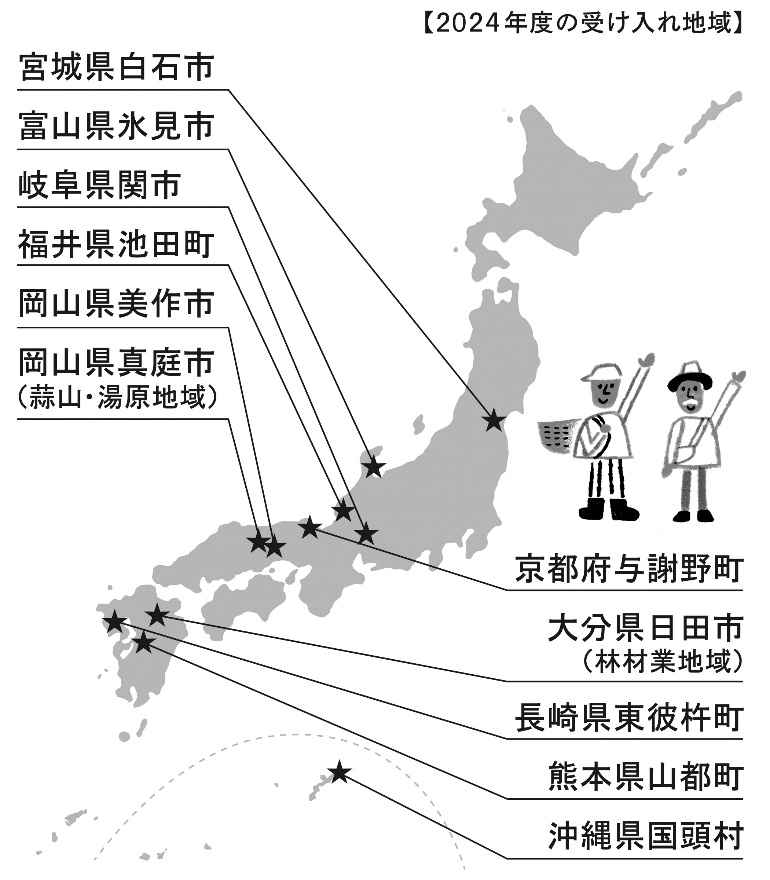 【2024年度の受け入れ地域】
宮城県白石市
富山県氷見市
岐阜県関市
福井県池田町
岡山県美作市
岡山県真庭市
（蒜山・湯原地域）
京都府与謝野町
大分県日田市
（林材業地域）
長崎県東彼杵町
熊本県山都町
沖縄県国頭村